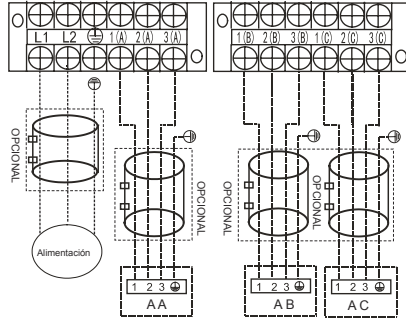 L1 L2 1(A) 2(A) 3(A)
1(B) 2(B) 3(B) 1(C) 2(C) 3(C)
OPCIONAL
OPCIONAL
OPCIONAL
OPCIONAL
Alimentación
1 2 3
AA
1 2 3
AB
1 2 3
AC